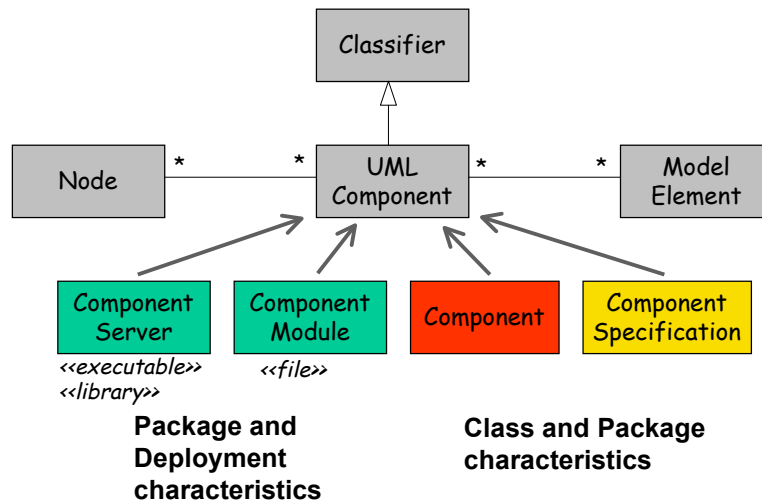 Classifier
* * * *
Node
UML
Component
Model
Element
Component
Server
Component
Module
Component
Component
Specification
‹‹executable››
‹‹library››
‹‹file››
Package and
Deployment
characteristics
Class and Package
characteristics